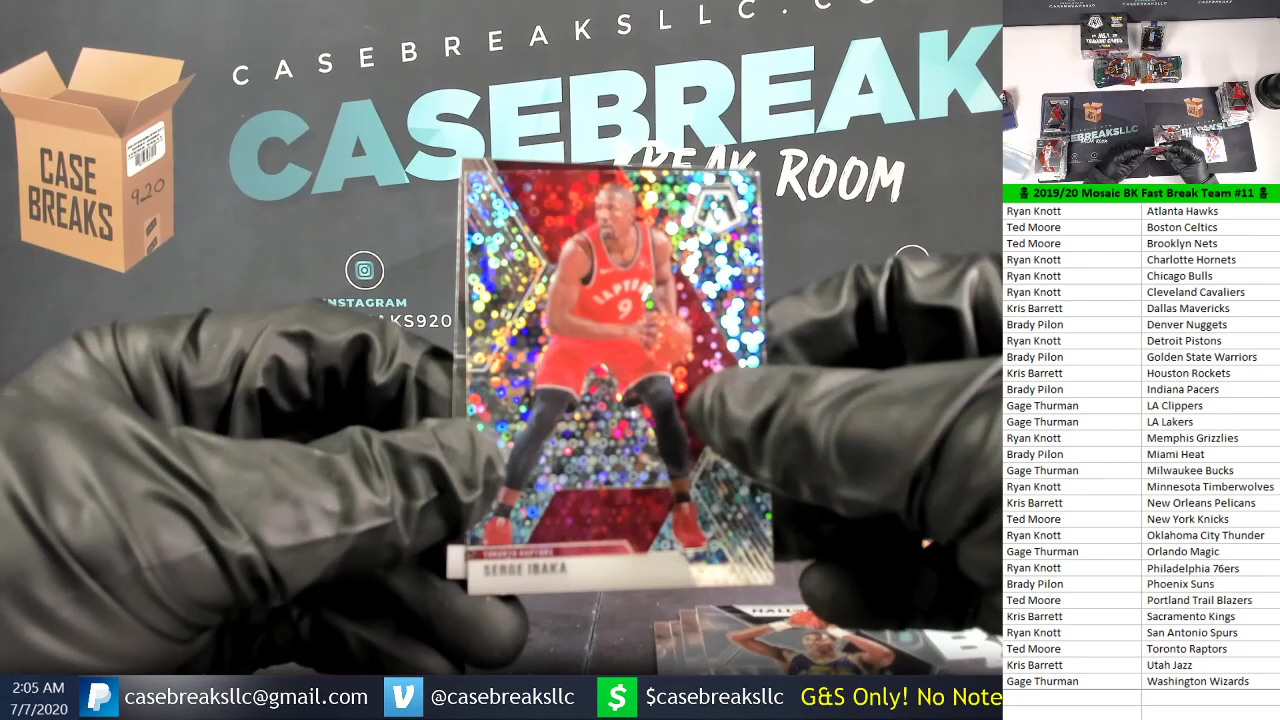 CASEBREAKSLLC.CO
CASEBREAK
BREAK ROOM
CASE
BREAKS
920
INSTAGRAM
AKS920
RAPTORS
9
TORONTO RAPTORS
SERGE IBAKA
HALL
2019/20 Mosaic BK Fast Break Team #11
Ryan Knott Atlanta Hawks
Ted Moore Boston Celtics
Ted Moore Brooklyn Nets
Ryan Knott Charlotte Hornets
Ryan Knott Chicago Bulls
Ryan Knott Cleveland Cavaliers
Kris Barrett Dallas Mavericks
Brady Pilon Denver Nuggets
Ryan Knott Detroit Pistons
Brady Pilon Golden State Warriors
Kris Barrett Houston Rockets
Brady Pilon Indiana Pacers
Gage Thurman LA Clippers
Gage Thurman LA Lakers
Ryan Knott Memphis Grizzlies
Brady Pilon Miami Heat
Gage Thurman Milwaukee Bucks
Ryan Knott Minnesota Timberwolves
Kris Barrett New Orleans Pelicans
Ted Moore New York Knicks
Ryan Knott Oklahoma City Thunder
Gage Thurman Orlando Magic
Ryan Knott Philadelphia 76ers
Brady Pilon Phoenix Suns
Ted Moore Portland Trail Blazers
Kris Barrett Sacramento Kings
Ryan Knott San Antonio Spurs
Ted Moore Toronto Raptors
Kris Barrett Utah Jazz
Gage Thurman Washington Wizards
2:05 AM
7/7/2020
casebreaksllc@gmail.com
@casebreaksllc
$casebreaksllc
G&S Only! No Note